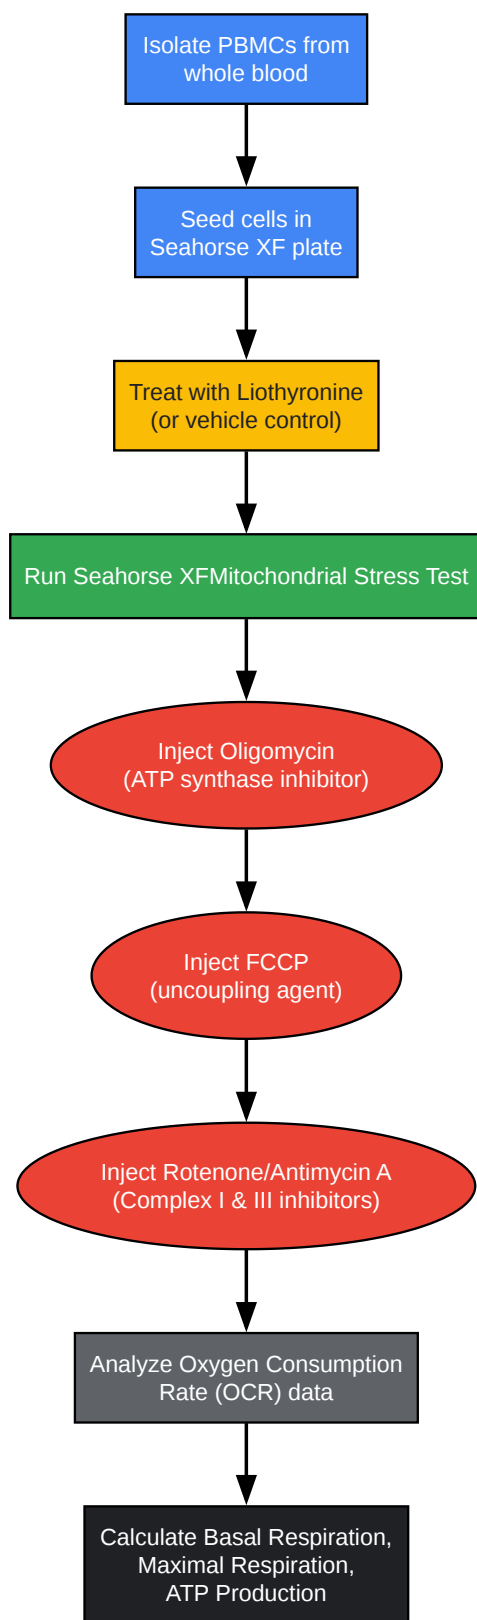 Isolate PBMCs from
whole blood
Seed cells in
Seahorse XF plate
Treat with Liothyronine
(or vehicle control)
Run Seahorse XFMitochondrial Stress Test
Inject Oligomycin
(ATP synthase inhibitor)
Inject FCCP
(uncoupling agent)
Inject Rotenone/Antimycin A
(Complex I & III inhibitors)
Analyze Oxygen Consumption
Rate (OCR) data
Calculate Basal Respiration,
Maximal Respiration,
ATP Production